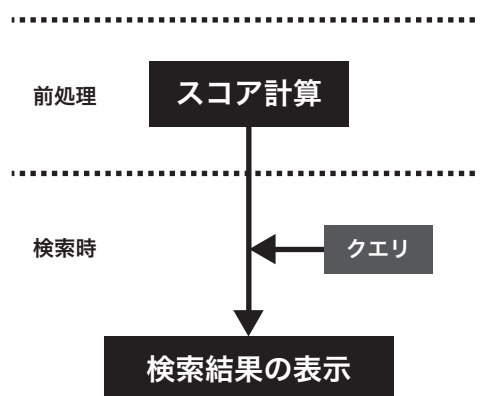 前処理
スコア計算
検索時
クエリ
検索結果の表示